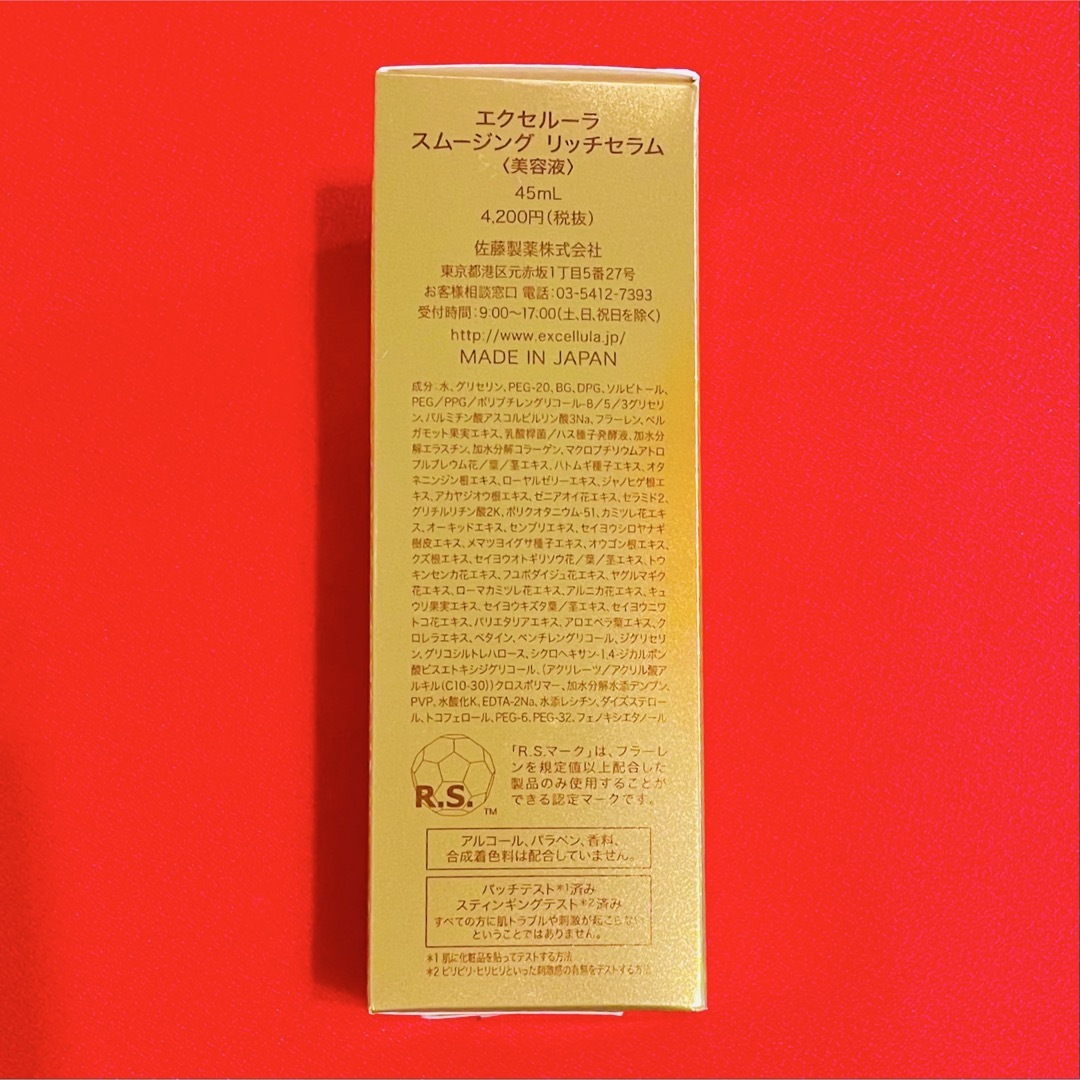 エクセルーラ
スムージング リッチセラム
〈美容液〉
45mL
4,200円(税抜)
佐藤製薬株式会社
東京都港区元赤坂1丁目5番27号
お客様相談窓口 電話:03-5412-7393
受付時間:9:00~17:00(土、日、祝日を除く)
http://www.excellula.jp/
MADE IN JAPAN
成分:水、グリセリン、PEG-20、BG、DPG、ソルビトール、
PEG/PPG/ポリブチレングリコール-8/5/3グリセリ
ン、パルミチン酸アスコルビルリン酸3Na、フラーレン、ベル
ガモット果実エキス、乳酸桿菌/ハス種子発酵液、加水分
解エラスチン、加水分解コラーゲン、マクロプチリウムアトロ
プルプレウム花/葉/茎エキス、ハトムギ種子エキス、オタ
ネニンジン根エキス、ローヤルゼリーエキス、ジャノヒゲ根エ
キス、アカヤジオウ根エキス、ゼニアオイ花エキス、セラミド2、
グリチルリチン酸2K、ポリクオタニウム-51、カミツレ花エキ
ス、オーキッドエキス、センブリエキス、セイヨウシロヤナギ
樹皮エキス、メマツヨイグサ種子エキス、オウゴン根エキス、
クズ根エキス、セイヨウオトギリソウ花/葉/茎エキス、トウ
キンセンカ花エキス、フユボダイジュ花エキス、ヤグルマギク
花エキス、ローマカミツレ花エキス、アルニカ花エキス、キュ
ウリ果実エキス、セイヨウキズタ葉/茎エキス、セイヨウニワ
トコ花エキス、パリエタリアエキス、アロエベラ葉エキス、ク
ロレラエキス、ベタイン、ペンチレングリコール、ジグリセリ
ン、グリコシルトレハロース、シクロヘキサン-1,4-ジカルボン
酸ビスエトキシジグリコール、(アクリレーツ/アクリル酸ア
ルキル(C10-30))クロスポリマー、加水分解水添デンプン、
PVP、水酸化K、EDTA-2Na、水添レシチン、ダイズステロー
ル、トコフェロール、PEG-6、PEG-32、フェノキシエタノール
R.S.™
「R.S.マーク」は、フラーレ
ンを規定値以上配合した
製品のみ使用することが
できる認定マークです。
アルコール、パラベン、香料、
合成着色料は配合していません。
パッチテスト*1済み
スティンギングテスト*2済み
すべての方に肌トラブルや刺激が起こらない
ということではありません。
*1 肌に化粧品を貼ってテストする方法
*2 ピリピリ・ヒリヒリといった刺激感の有無をテストする方法